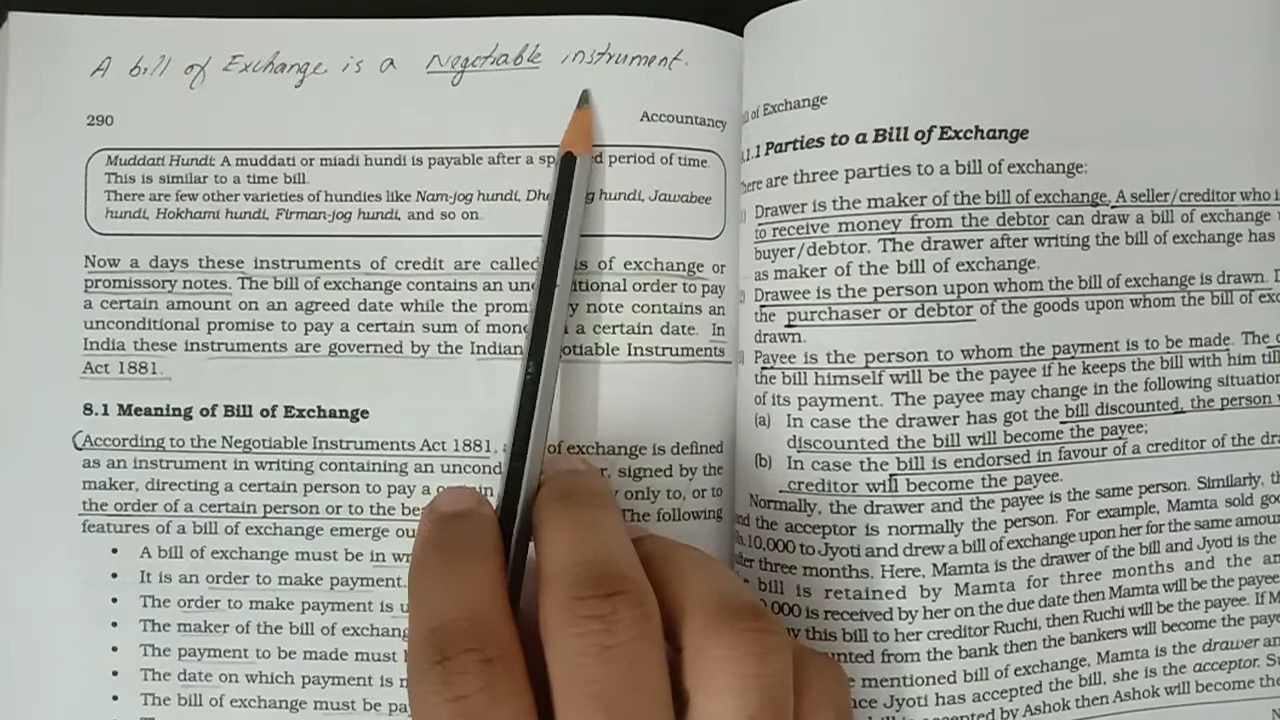 A bill of Exchange is a Negotiable instrument.
290
Accountancy
Muddati Hundi: A muddati or miadi hundi is payable after a sp d period of time.
This is similar to a time bill.
There are few other varieties of hundies like Nam-jog hundi, g hundi, Jawabee
hundi, Hokhami hundi, Firman-jog hundi, and so on.
Now a days these instruments of credit are called s of exchange or
promissory notes. The bill of exchange contains an itional order to pay
a certain amount on an agreed date while the prom y note contains an
unconditional promise to pay a certain sum of a certain date. In
India these instruments are governed by the Indian otiable Instruments
Act 1881.
8.1 Meaning of Bill of Exchange
(According to the Negotiable Instruments Act 1881, of exchange is defined
as an instrument in writing containing an uncond r, signed by the
maker, directing a certain person to pay a only to, or to
the order of a certain person or to the The following
features of a bill of exchange emerge
• A bill of exchange must be in
• It is an order to make payment.
• The order to make payment is
• The maker of the bill of
• The payment to be made must
• The date on which payment is
• The bill of exchange must be
of Exchange
.1.1 Parties to a Bill of Exchange
here are three parties to a bill of exchange:
Drawer is the maker of the bill of exchange. A seller/creditor who
to receive money from the debtor can draw a bill of exchange
buyer/debtor. The drawer after writing the bill of exchange has
as maker of the bill of exchange.
Drawee is the person upon whom the bill of exchange is drawn.
the purchaser or debtor of the goods upon whom the bill of
drawn.
Payee is the person to whom the payment is to be made. The
the bill himself will be the payee if he keeps the bill with him
of its payment. The payee may change in the following
(a) In case the drawer has got the bill discounted, the person
discounted the bill will become the payee;
(b) In case the bill is endorsed in favour of a creditor of the
creditor will become the payee.
Normally, the drawer and the payee is the same person. Similarly,
nd the acceptor is normally the person. For example, Mamta sold
10,000 to Jyoti and drew a bill of exchange upon her for the same
three months. Here, Mamta is the drawer of the bill and Jyoti is the
bill is retained by Mamta for three months and the
000 is received by her on the due date then Mamta will be the payee
this bill to her creditor Ruchi, then Ruchi will be the payee. If
from the bank then the bankers will become the
mentioned bill of exchange, Mamta is the drawer
Jyoti has accepted the bill, she is the acceptor.
by Ashok then Ashok will become the